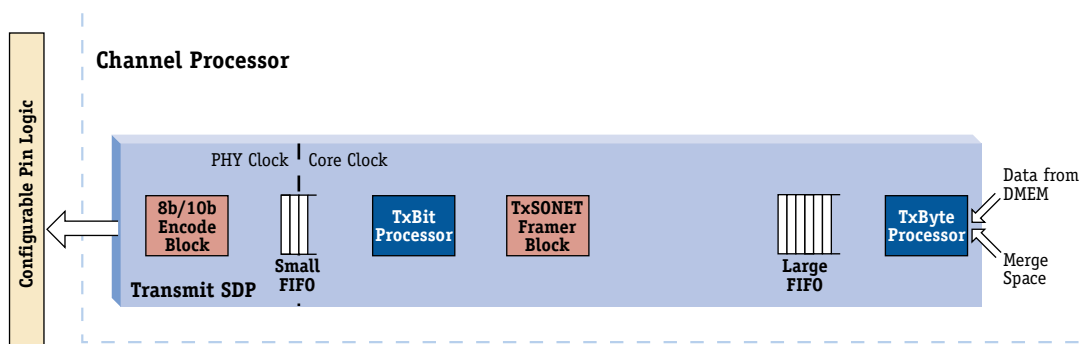 Configurable Pin Logic
Channel Processor
PHY Clock
Core Clock
8b/10b
Encode
Block
Small
FIFO
TxBit
Processor
TxSONET
Framer
Block
Large
FIFO
TxByte
Processor
Data from
DMEM
Merge
Space
Transmit SDP